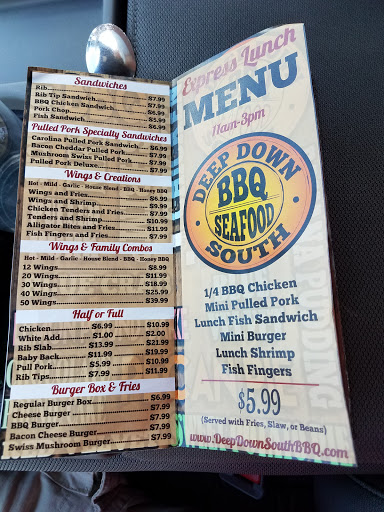 Sandwiches
Rib $7.99
Rib Tip Sandwich $7.99
BBQ Chicken Sandwich $7.99
Pork Chop $6.99
Fish Sandwich $5.99
$6.99
Pulled Pork Specialty Sandwiches
Carolina Pulled Pork Sandwich $6.99
Bacon Cheddar Pulled Pork $7.99
Mushroom Swiss Pulled Pork $7.99
Pulled Pork Deluxe $7.99
Wings & Creations
Hot - Mild - Garlic - House Blend - BBQ - Honey BBQ
Wings and Fries $6.99
Wings and Shrimp $9.99
Chicken Tenders and Fries $7.99
Tenders and Shrimp $10.99
Alligator Bites and Fries $11.99
Fish Fingers and Fries $7.99
Wings & Family Combos
Hot - Mild - Garlic - House Blend - BBQ - Honey BBQ
12 Wings $8.99
20 Wings $11.99
30 Wings $18.99
40 Wings $25.99
50 Wings $39.99
Half or Full
Chicken $6.99 $10.99
White Add $1.00 $2.00
Rib Slab $13.99 $21.99
Baby Back $11.99 $19.99
Pull Pork $5.99 $10.99
Rib Tips $7.99 $11.99
Burger Box & Fries
Regular Burger Box $6.99
Cheese Burger $7.99
BBQ Burger $7.99
Bacon Cheese Burger $7.99
Swiss Mushroom Burger $7.99
Express Lunch
MENU
11am-3pm
DEEP DOWN
BBQ
SEAFOOD
SOUTH
1/4 BBQ Chicken
Mini Pulled Pork
Lunch Fish Sandwich
Mini Burger
Lunch Shrimp
Fish Fingers
$5.99
(Served with Fries, Slaw, or Beans)
www.DeepDownSouthBBQ.com